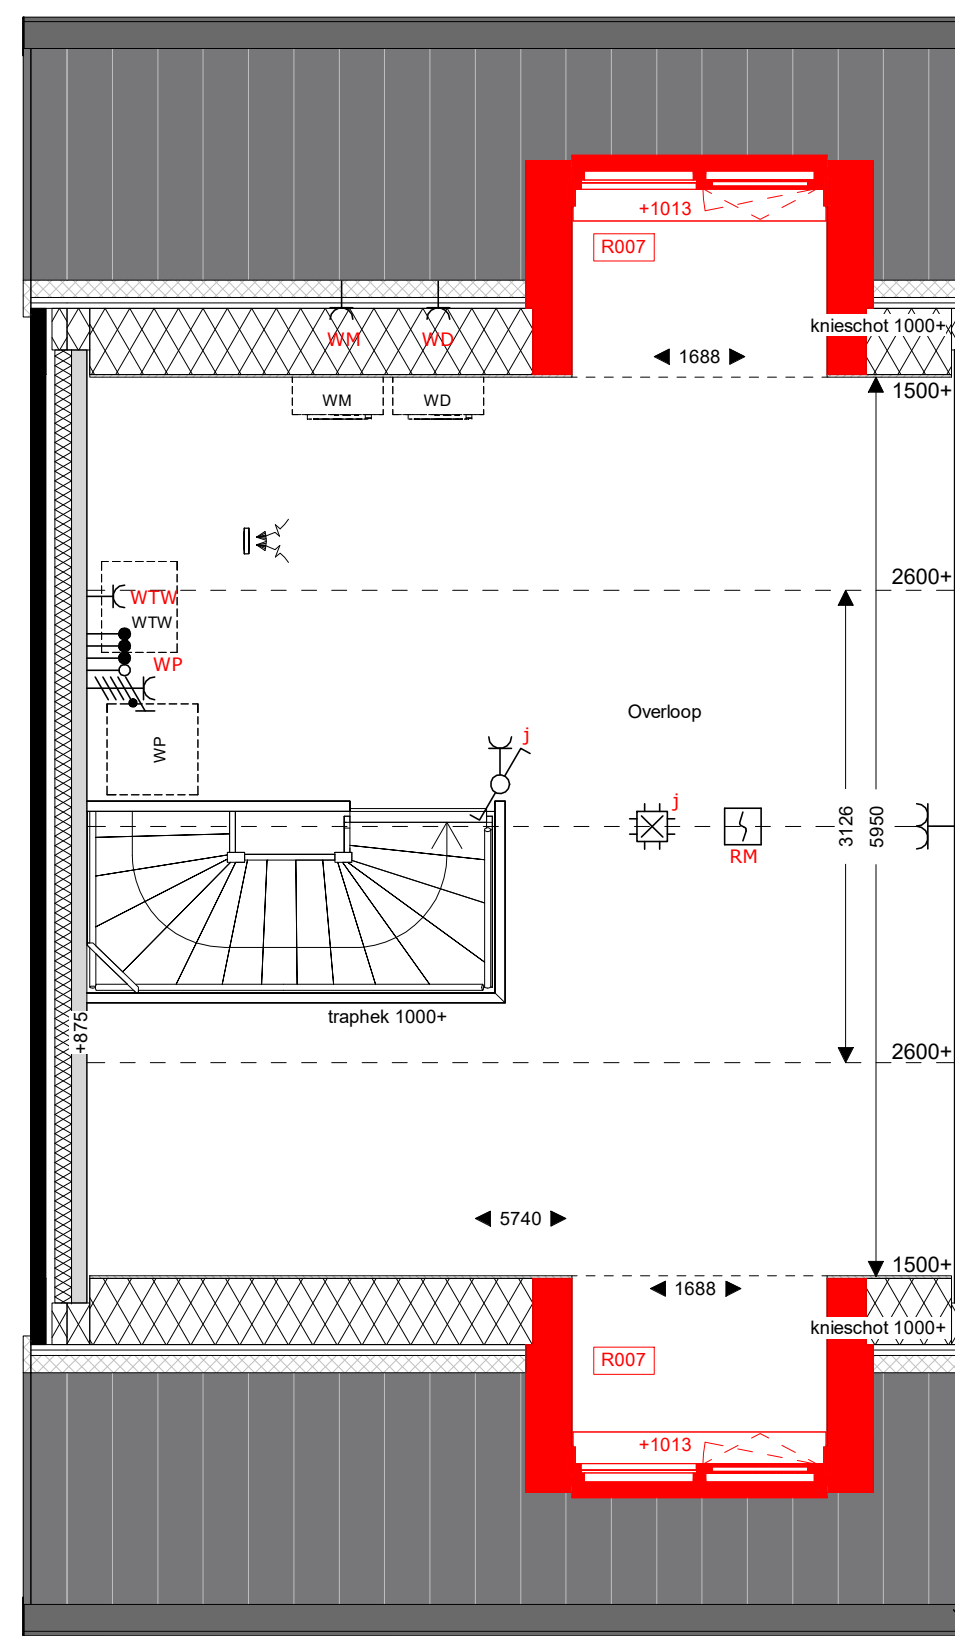 +1013
R007
knieschot 1000+
WM
WD
1688
1500+
WM
WD
2600+
WTW
WTW
WP
Overloop
j
WP
j
3126
5950
RM
traphek 1000+
+875
2600+
5740
1500+
1688
knieschot 1000+
R007
+1013